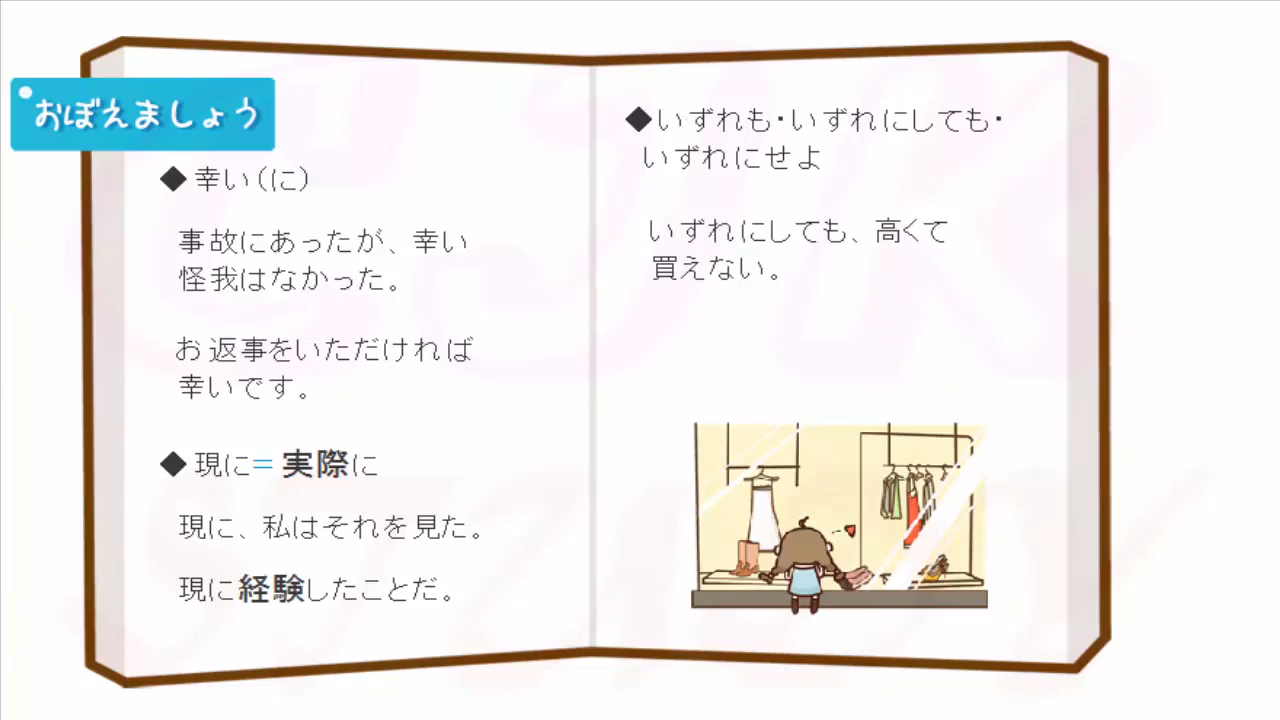 おぼえましょう
◆ 幸い（に）
事故にあったが、幸い
怪我はなかった。
お返事をいただければ
幸いです。
◆ 現に＝ 実際に
現に、私はそれを見た。
現に経験したことだ。
◆いずれも・いずれにしても・
いずれにせよ
いずれにしても、高くて
買えない。